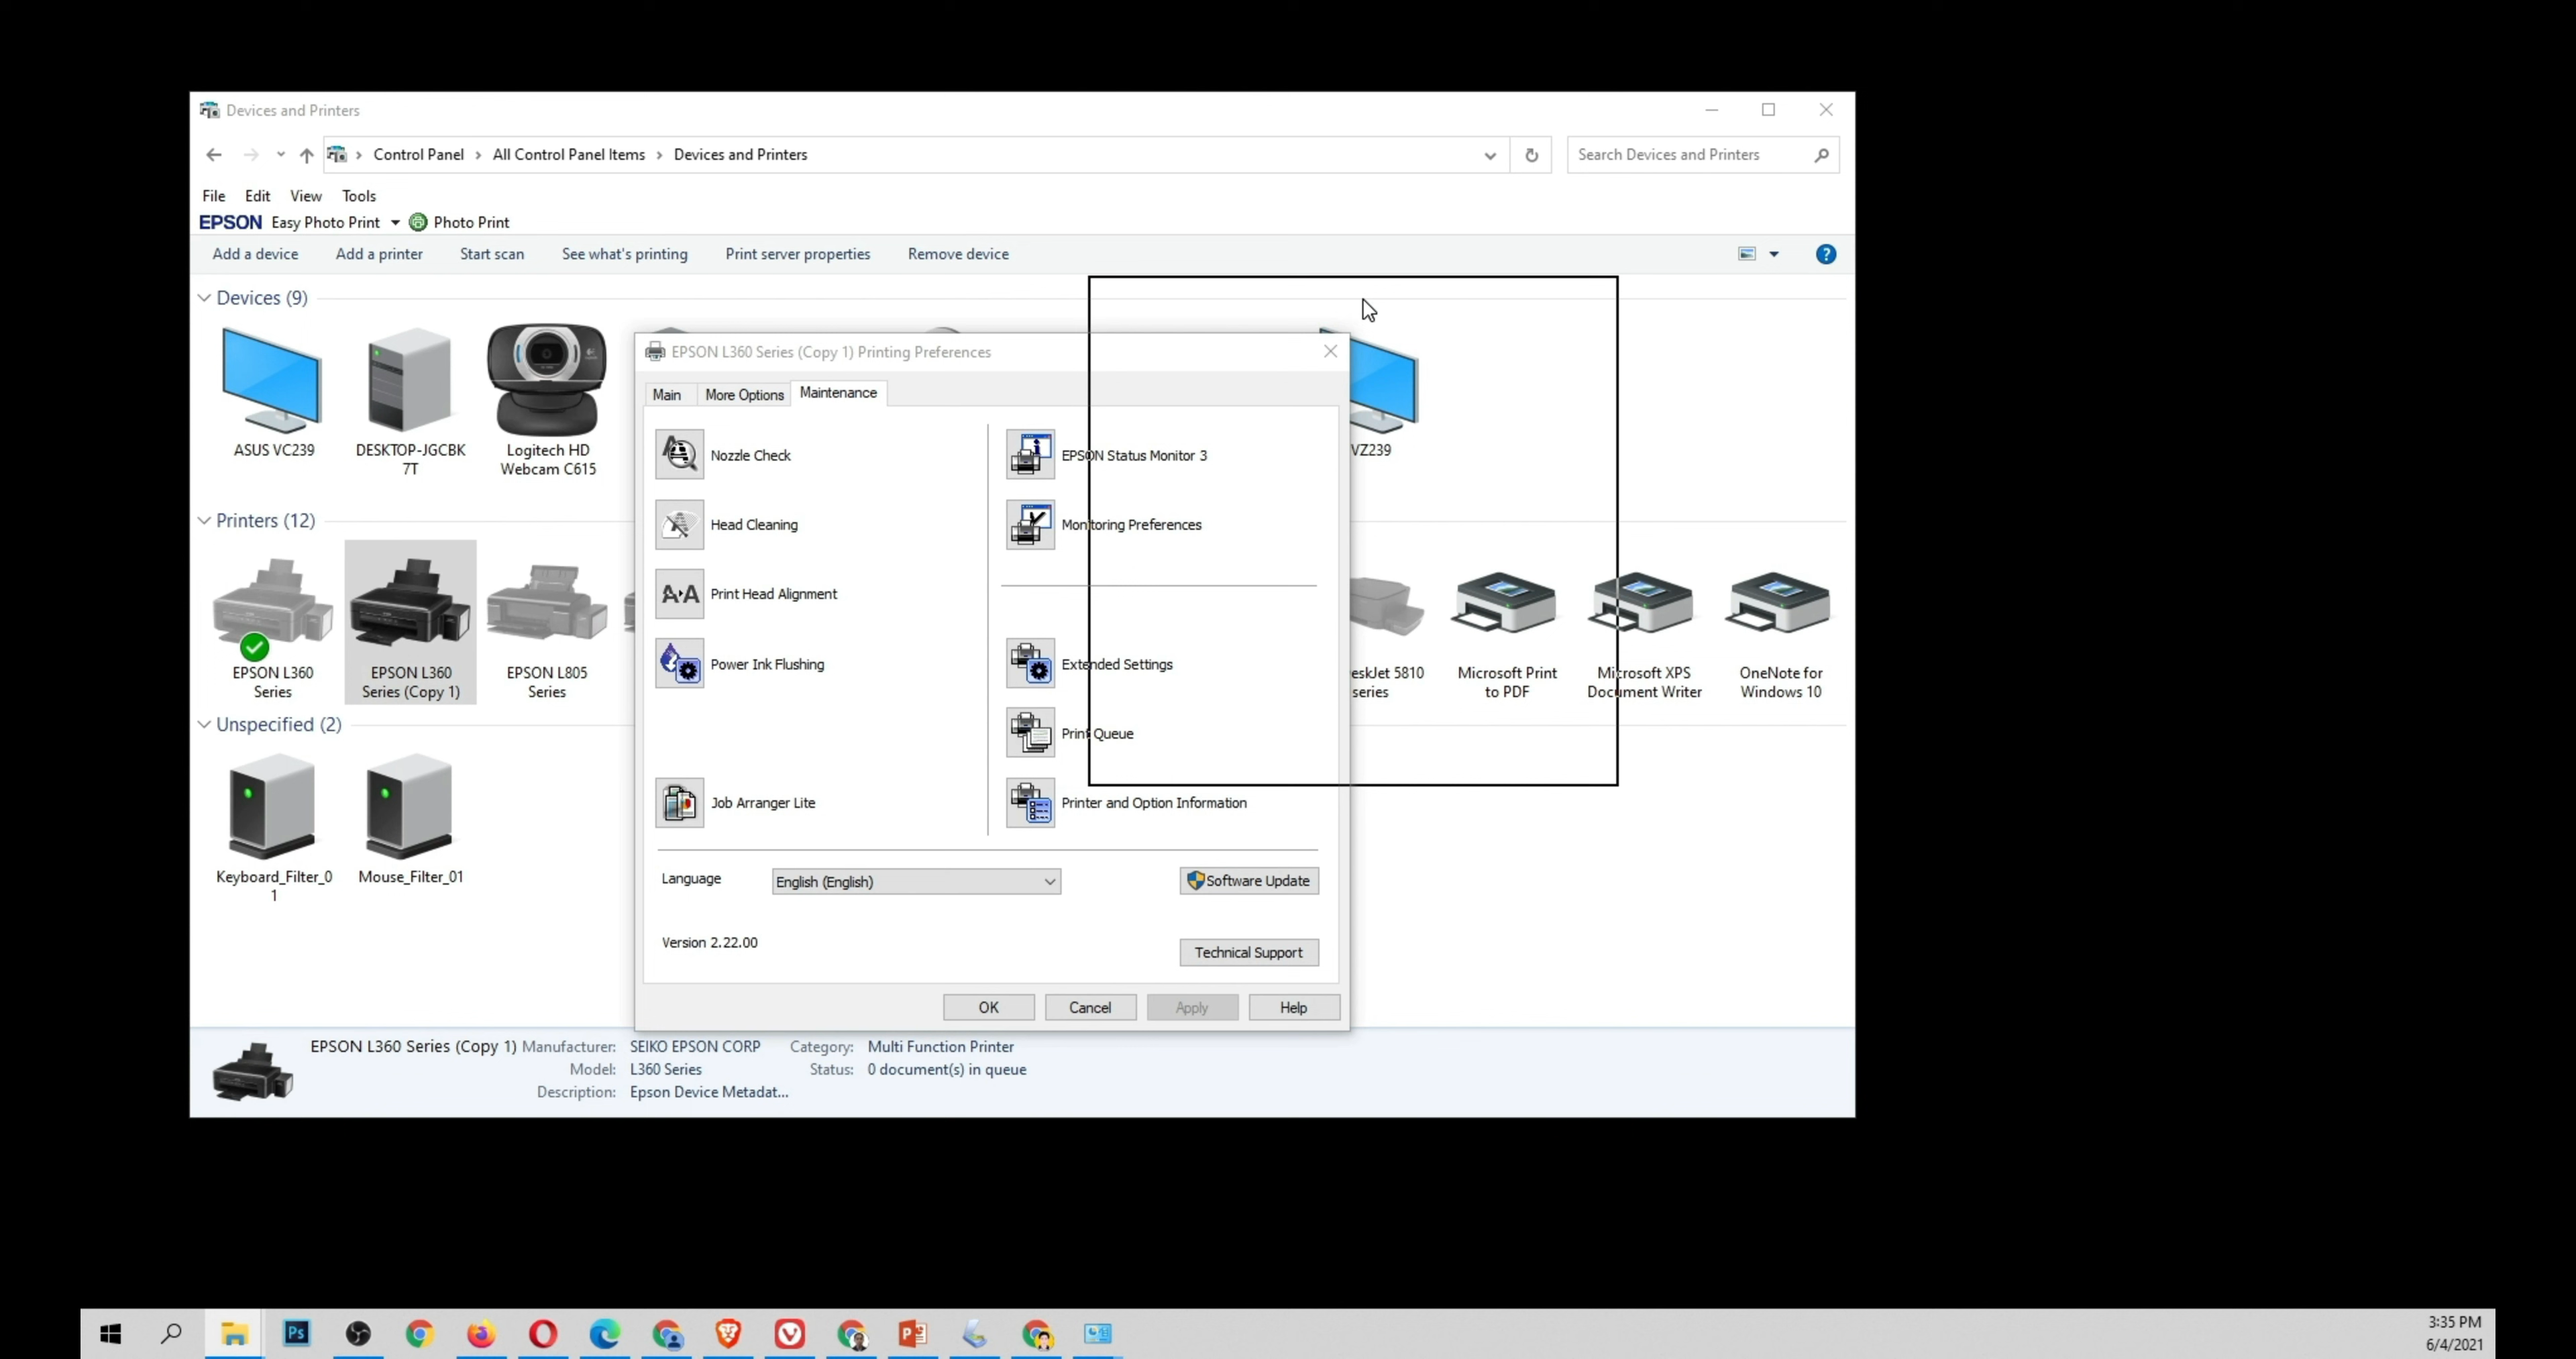 Devices and Printers
Control Panel > All Control Panel Items > Devices and Printers
Search Devices and Printers
File Edit View Tools
EPSON Easy Photo Print Photo Print
Add a device Add a printer Start scan See what's printing Print server properties Remove device
?
Devices (9)
ASUS VC239
DESKTOP-JGCBK
7T
Logitech HD
Webcam C615
VZ239
Printers (12)
EPSON L360
Series
EPSON L360
Series (Copy 1)
EPSON L805
Series
eskJet 5810
series
Microsoft Print
to PDF
Microsoft XPS
Document Writer
OneNote for
Windows 10
Unspecified (2)
Keyboard_Filter_0
1
Mouse_Filter_01
EPSON L360 Series (Copy 1) Printing Preferences
Main More Options Maintenance
Nozzle Check
Head Cleaning
A▸A Print Head Alignment
Power Ink Flushing
Job Arranger Lite
EPSON Status Monitor 3
Monitoring Preferences
Extended Settings
Print Queue
Printer and Option Information
Language English (English) Software Update
Version 2.22.00
Technical Support
OK Cancel Apply Help
EPSON L360 Series (Copy 1) Manufacturer: SEIKO EPSON CORP Category: Multi Function Printer
Model: L360 Series Status: 0 document(s) in queue
Description: Epson Device Metadat...
Ps
P
3:35 PM
6/4/2021